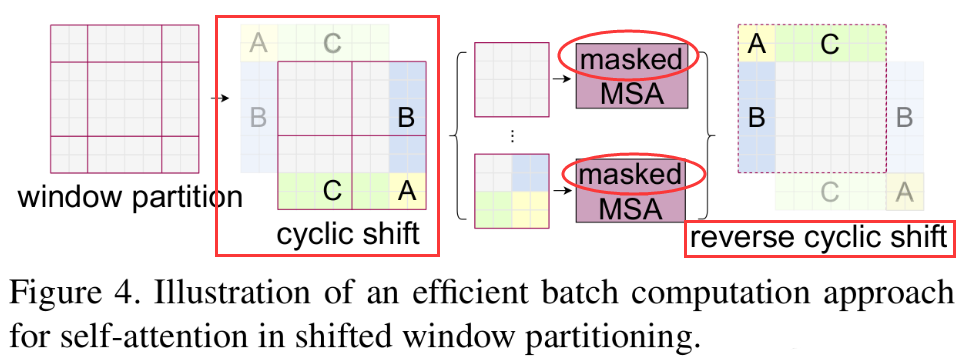 A C
B
B
C A
window partition
cyclic shift
masked
MSA
...
masked
MSA
A C
B B
C A
reverse cyclic shift
Figure 4. Illustration of an efficient batch computation approach
for self-attention in shifted window partitioning.